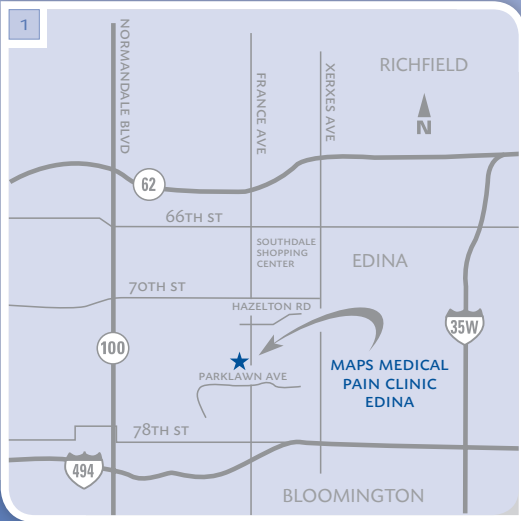 1
NORMANDALE BLVD
FRANCE AVE
XERXES AVE
RICHFIELD
N
62
66TH ST
SOUTHDALE
SHOPPING
CENTER
EDINA
70TH ST
HAZELTON RD
35W
100
MAPS MEDICAL
PAIN CLINIC
EDINA
PARKLAWN AVE
78TH ST
494
BLOOMINGTON